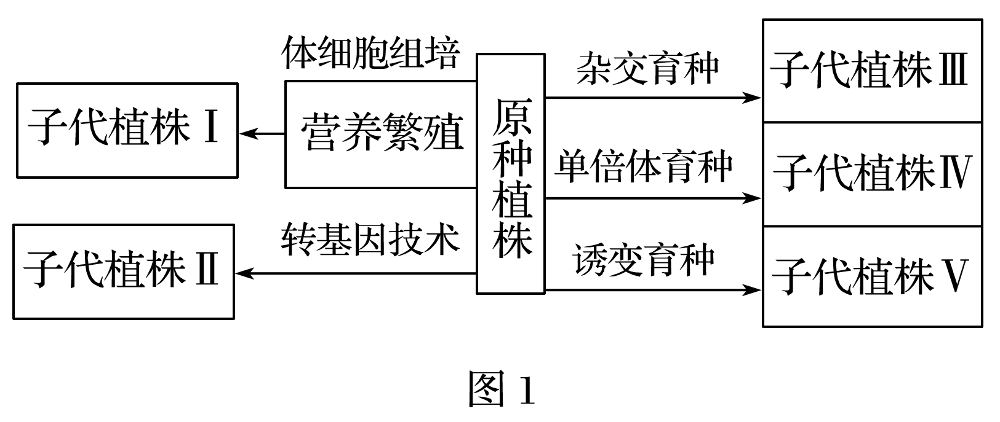 体细胞组培
营养繁殖
子代植株Ⅰ
转基因技术
子代植株Ⅱ
原种植株
杂交育种
子代植株Ⅲ
单倍体育种
子代植株Ⅳ
诱变育种
子代植株Ⅴ
图1